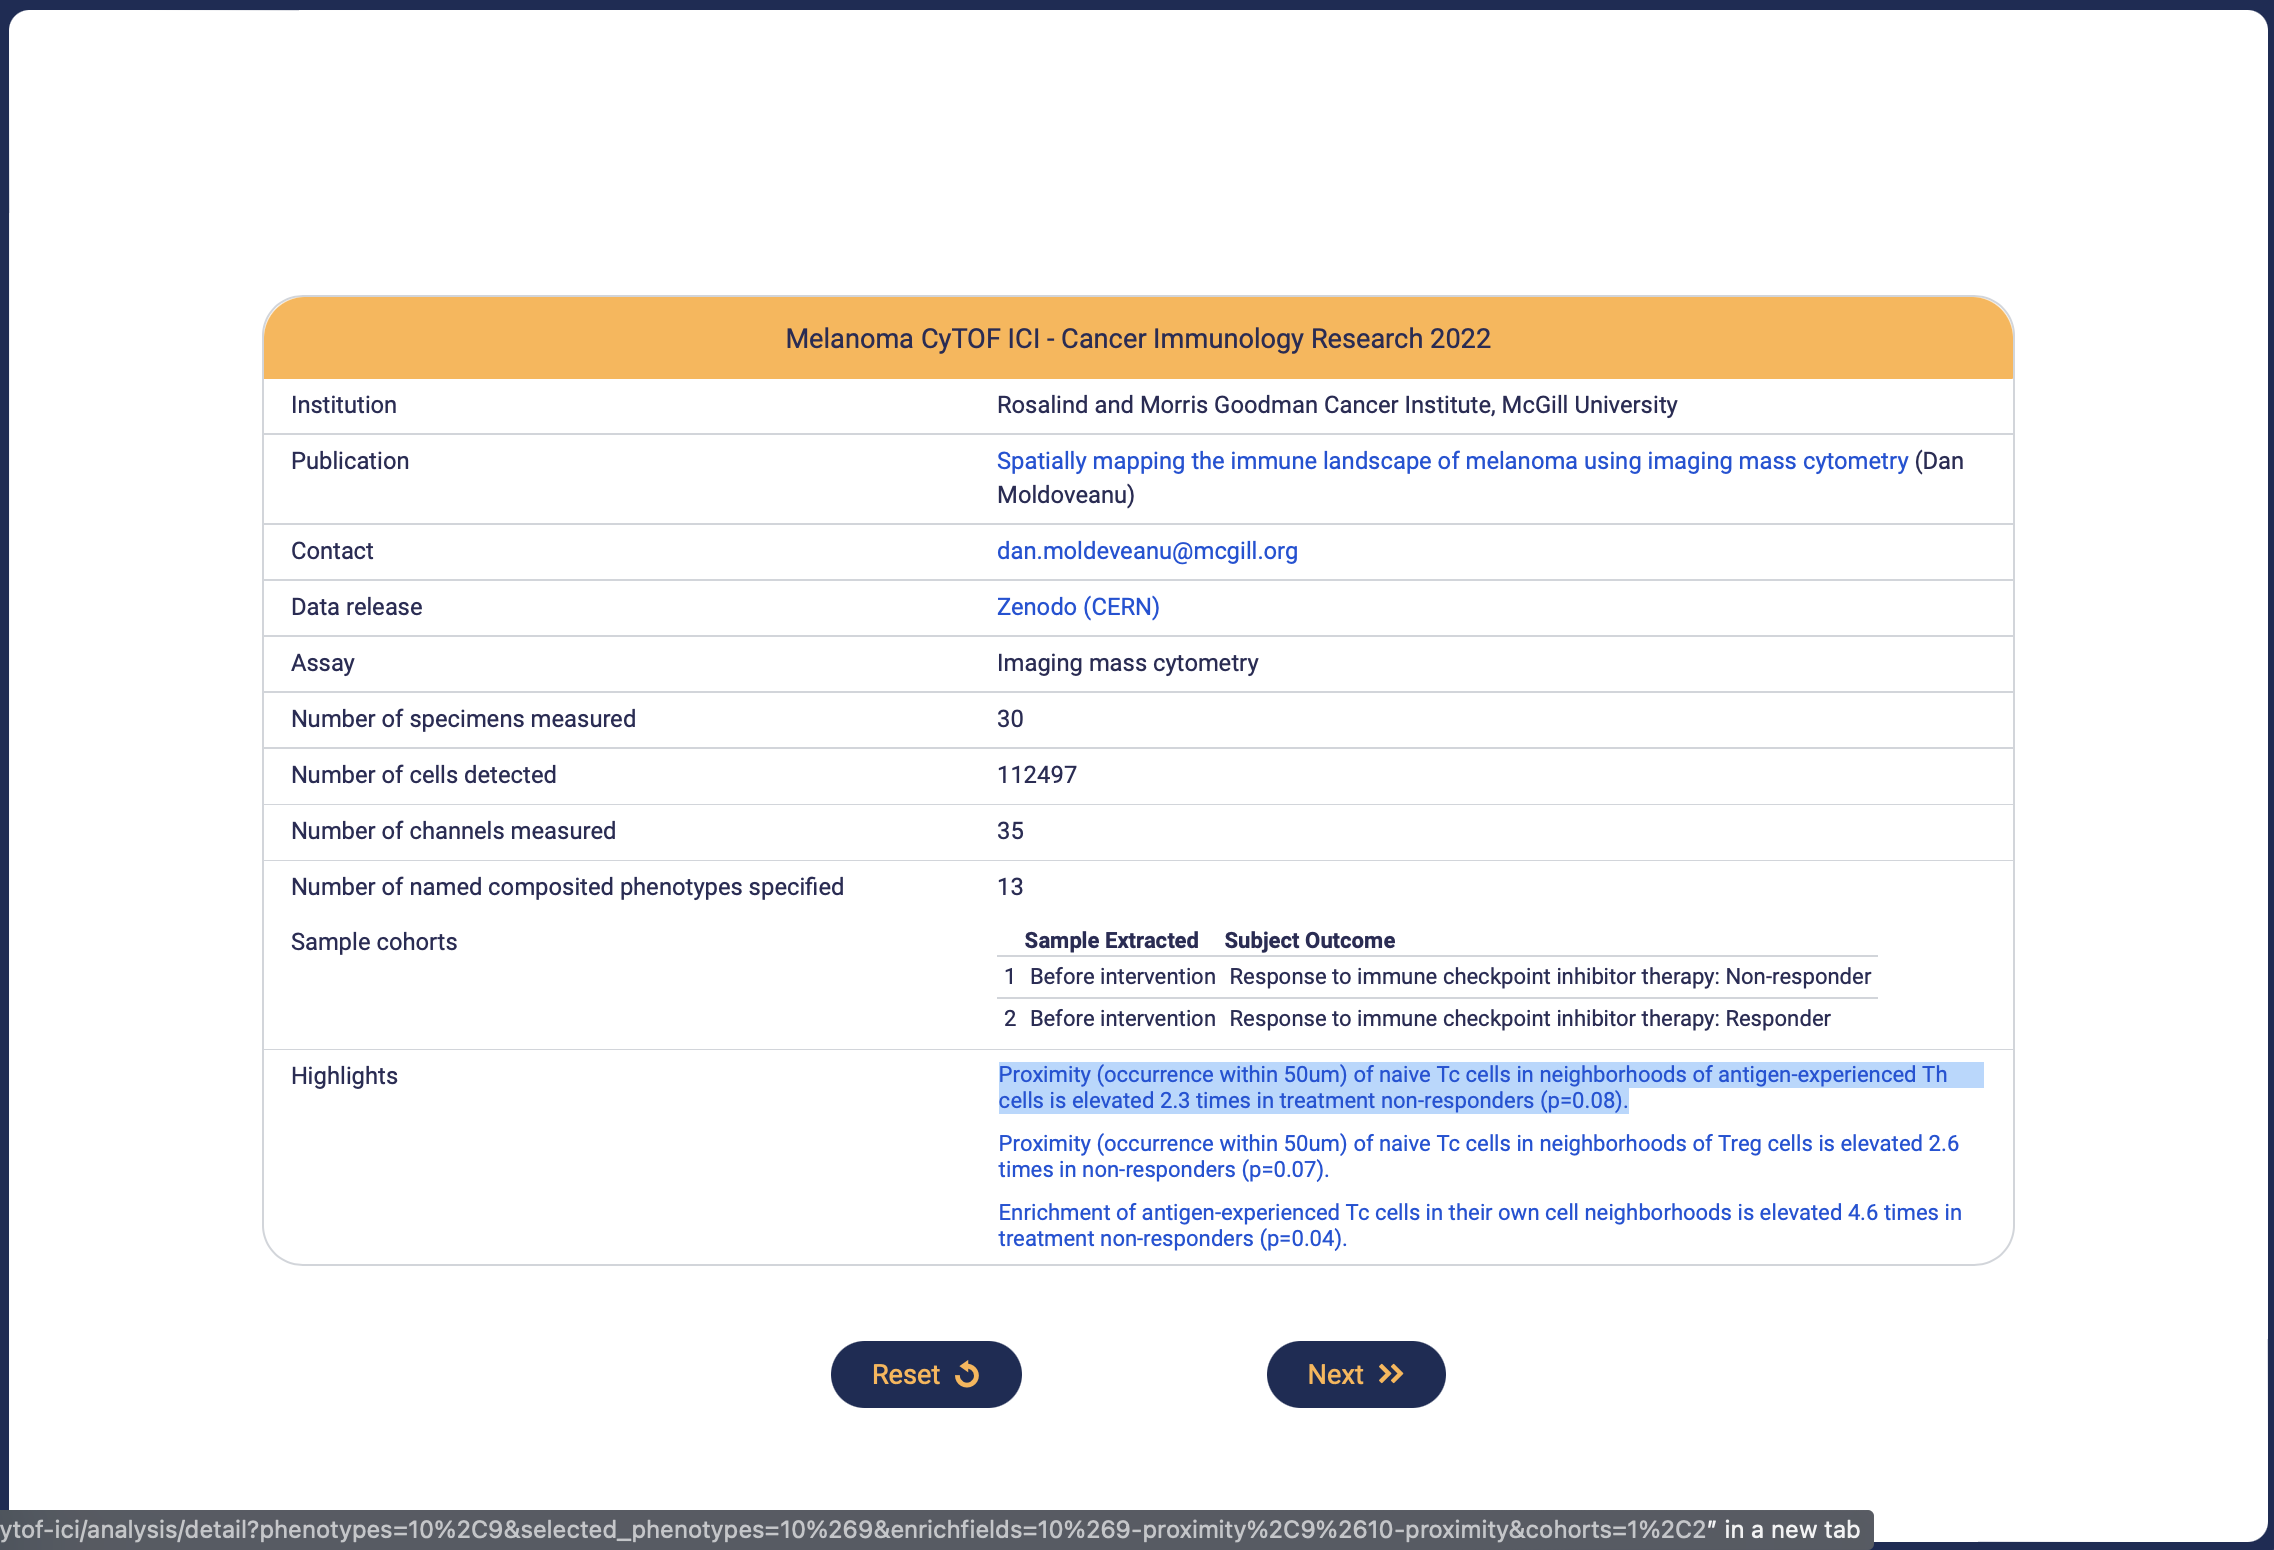 Melanoma CyTOF ICI - Cancer Immunology Research 2022
Institution
Rosalind and Morris Goodman Cancer Institute, McGill University
Publication
Spatially mapping the immune landscape of melanoma using imaging mass cytometry (Dan
Moldoveanu)
Contact
dan.moldeveanu@mcgill.org
Data release
Zenodo (CERN)
Assay
Imaging mass cytometry
Number of specimens measured
30
Number of cells detected
112497
Number of channels measured
35
Number of named composited phenotypes specified
13
Sample cohorts
Sample Extracted Subject Outcome
1 Before intervention Response to immune checkpoint inhibitor therapy: Non-responder
2 Before intervention Response to immune checkpoint inhibitor therapy: Responder
Highlights
Proximity (occurrence within 50um) of naive Tc cells in neighborhoods of antigen-experienced Th
cells is elevated 2.3 times in treatment non-responders (p=0.08).
Proximity (occurrence within 50um) of naive Tc cells in neighborhoods of Treg cells is elevated 2.6
times in non-responders (p=0.07).
Enrichment of antigen-experienced Tc cells in their own cell neighborhoods is elevated 4.6 times in
treatment non-responders (p=0.04).
Reset
Next
ytof-ici/analysis/detail?phenotypes=10%2C9&selected_phenotypes=10%269&enrichfields=10%269-proximity%2C9%2610-proximity&cohorts=1%2C2” in a new tab